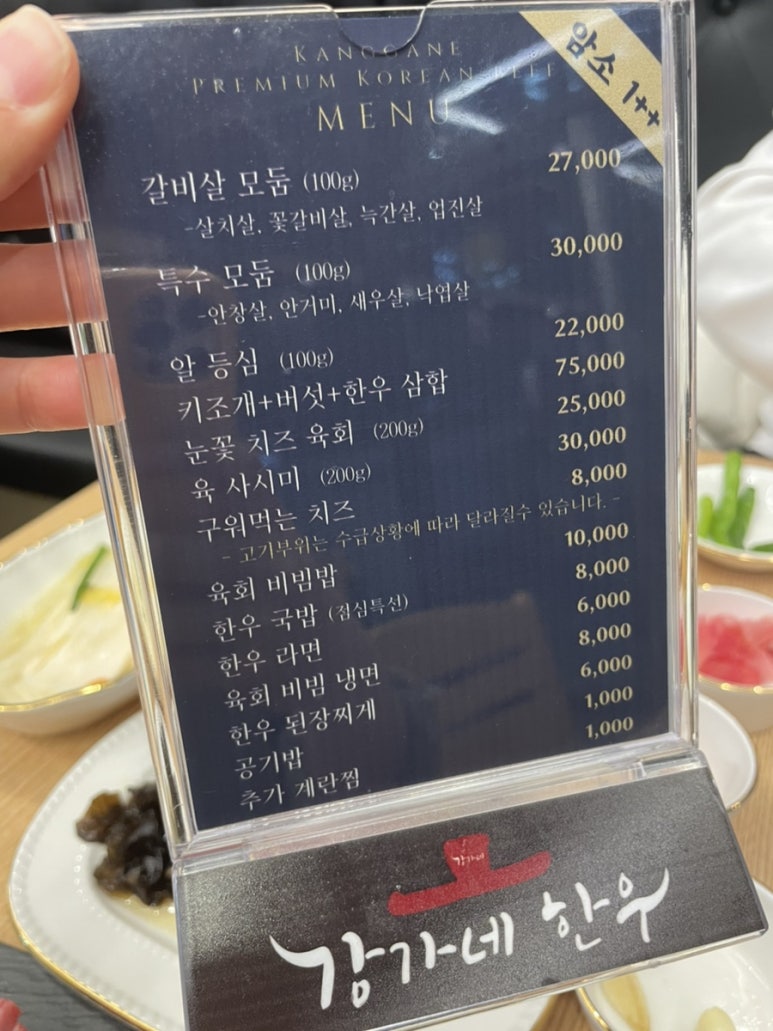 KANGGANE
PREMIUM KOREAN BEEF
MENU
암소 1++
갈비살 모둠 (100g) 27,000
-살치살, 꽃갈비살, 늑간살, 업진살
특수 모둠 (100g) 30,000
-안창살, 안거미, 새우살, 낙엽살
알 등심 (100g) 22,000
키조개+버섯+한우 삼합 75,000
눈꽃 치즈 육회 (200g) 25,000
육 사시미 (200g) 30,000
구워먹는 치즈 8,000
- 고기부위는 수급상황에 따라 달라질수 있습니다. -
육회 비빔밥 10,000
한우 국밥 (점심특선) 8,000
한우 라면 6,000
육회 비빔 냉면 8,000
한우 된장찌개 6,000
공기밥 1,000
추가 계란찜 1,000
강가네
강가네 한우